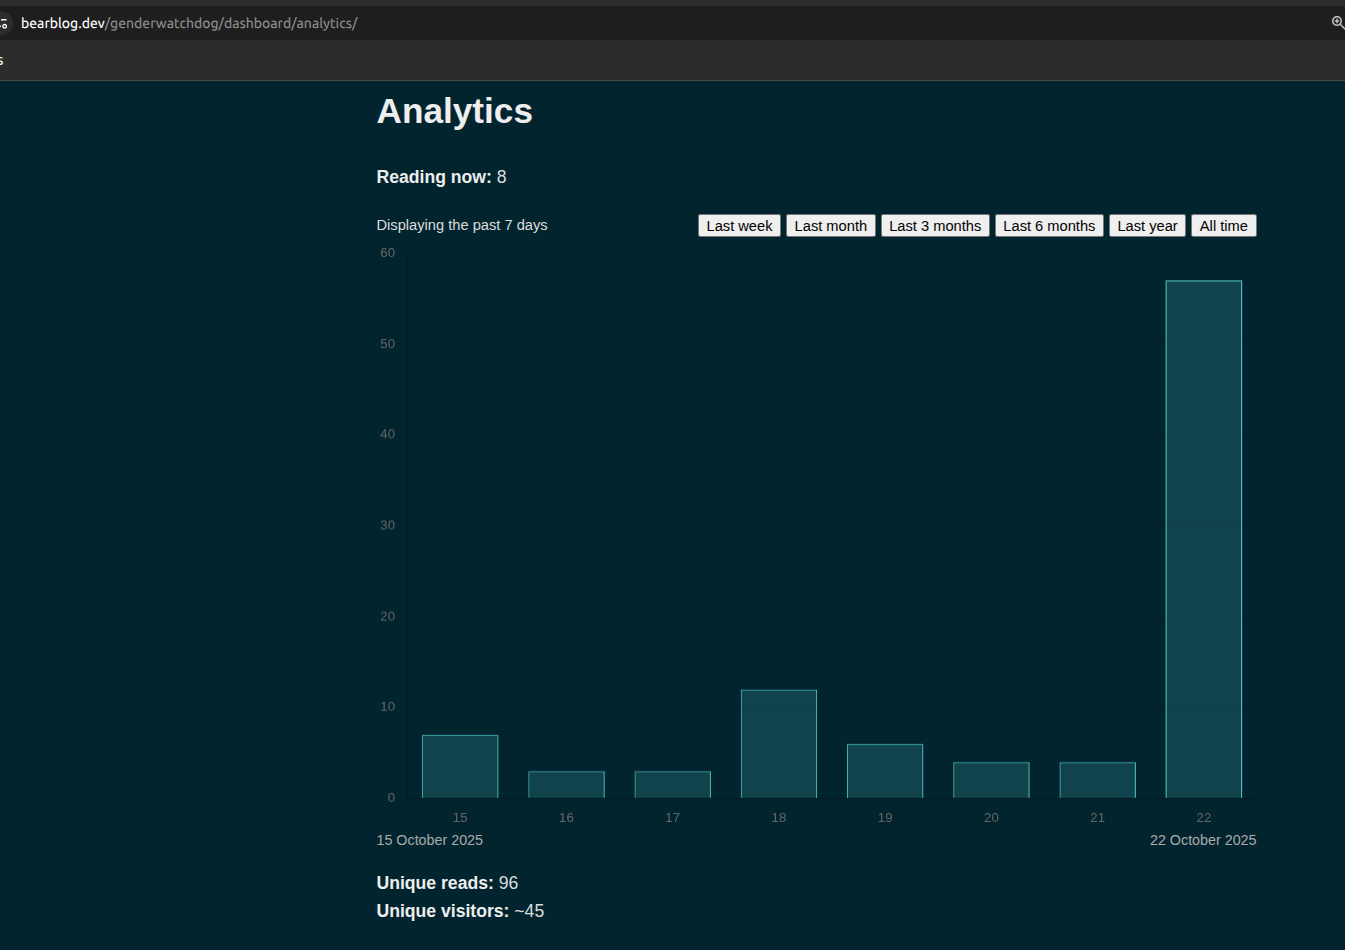 bearblog.dev/genderwatchdog/dashboard/analytics/
s
Analytics
Reading now: 8
Displaying the past 7 days Last week Last month Last 3 months Last 6 months Last year All time
60
50
40
30
20
10
0
15 16 17 18 19 20 21 22
15 October 2025 22 October 2025
Unique reads: 96
Unique visitors: ~45